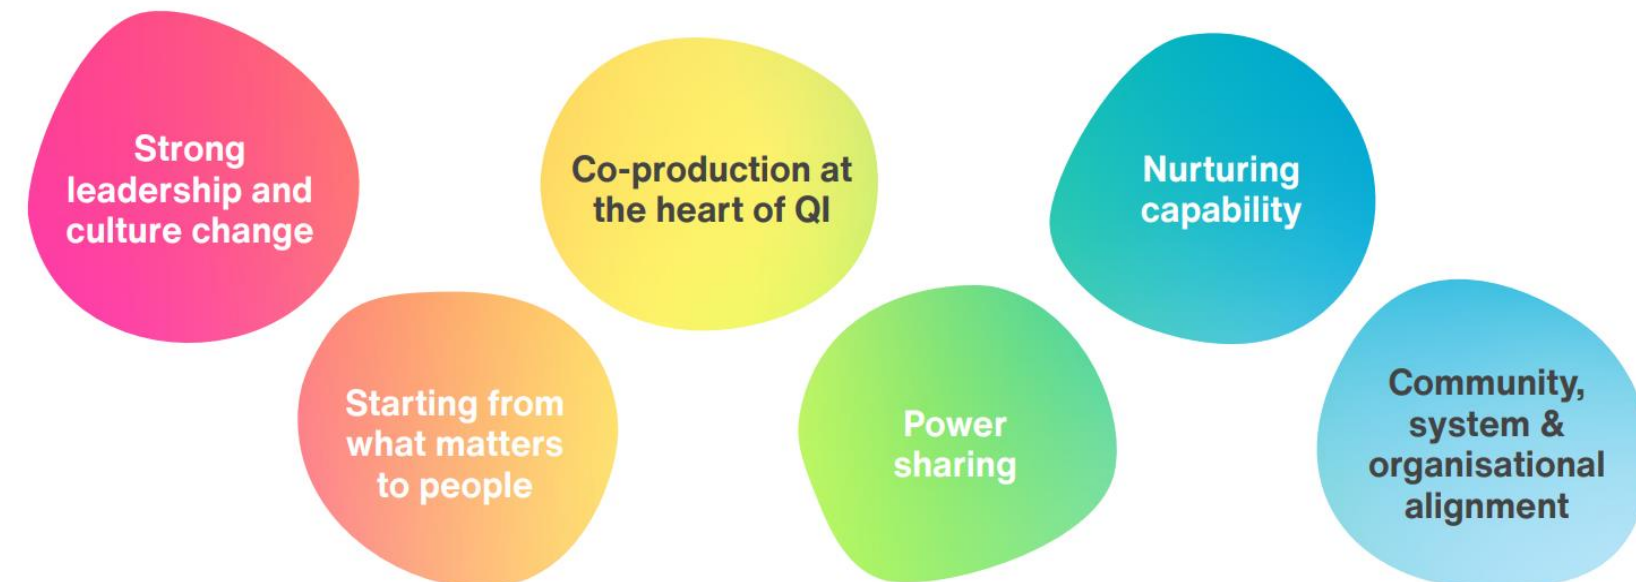 Strong
leadership and
culture change
Starting from
what matters
to people
Co-production at
the heart of QI
Power
sharing
Nurturing
capability
Community,
system &
organisational
alignment